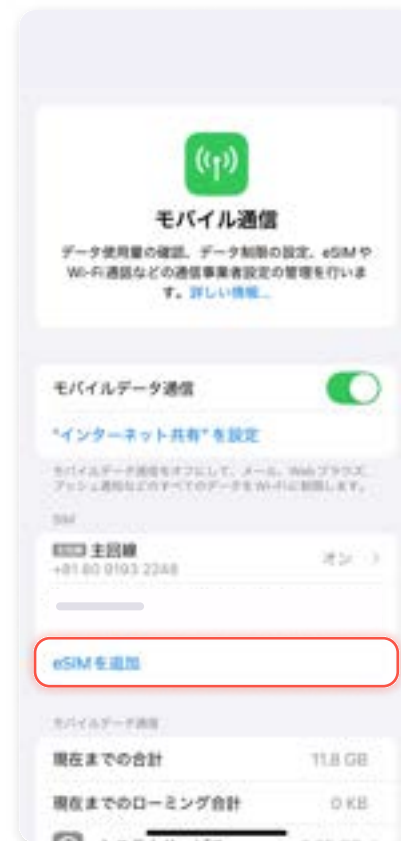 モバイル通信
データ使用量の確認、データ制限の設定、eSIMや
Wi-Fi通話などの通信事業者設定の管理を行いま
す。詳しい情報...
モバイルデータ通信
"インターネット共有"を設定
モバイルデータ通信をオフにして、メール、Webブラウズ、
プッシュ通知などのすべてのデータをWi-Fiに制限します。
SIM
主回線
オン
+81 80 9193 2248
eSIMを追加
モバイルデータ通信
現在までの合計
11.8 GB
現在までのローミング合計
0 KB